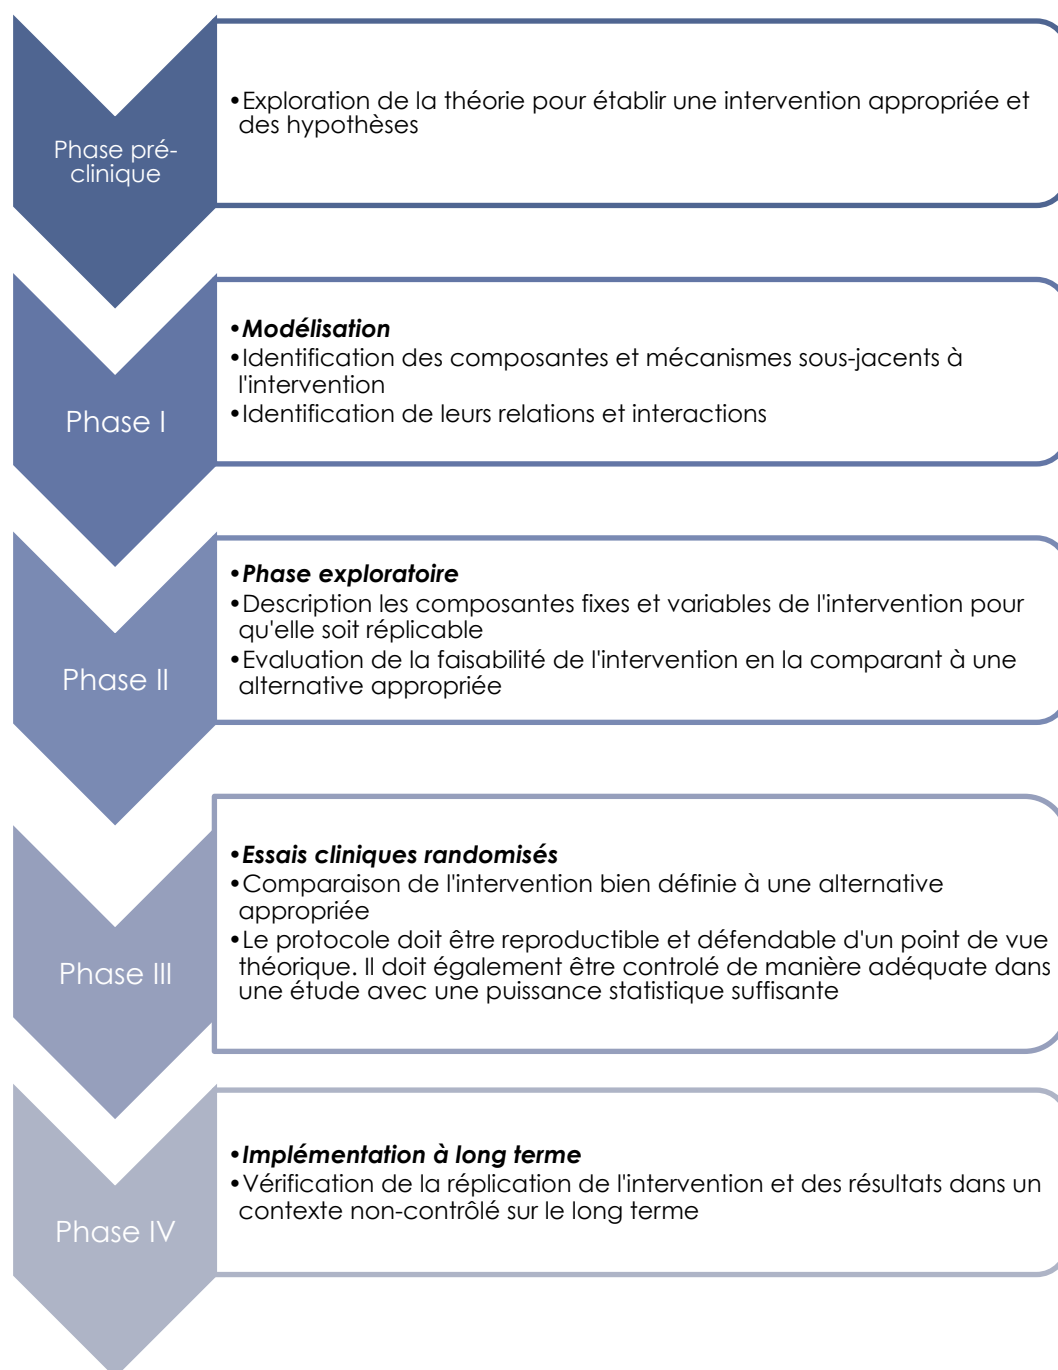 Phase pré-
clinique
•Exploration de la théorie pour établir une intervention appropriée et
des hypothèses
Phase I
•Modélisation
•Identification des composantes et mécanismes sous-jacents à
l'intervention
•Identification de leurs relations et interactions
Phase II
•Phase exploratoire
•Description les composantes fixes et variables de l'intervention pour
qu'elle soit réplicable
•Evaluation de la faisabilité de l'intervention en la comparant à une
alternative appropriée
Phase III
•Essais cliniques randomisés
•Comparaison de l'intervention bien définie à une alternative
appropriée
•Le protocole doit être reproductible et défendable d'un point de vue
théorique. Il doit également être controlé de manière adéquate dans
une étude avec une puissance statistique suffisante
Phase IV
•Implémentation à long terme
•Vérification de la réplication de l'intervention et des résultats dans un
contexte non-contrôlé sur le long terme